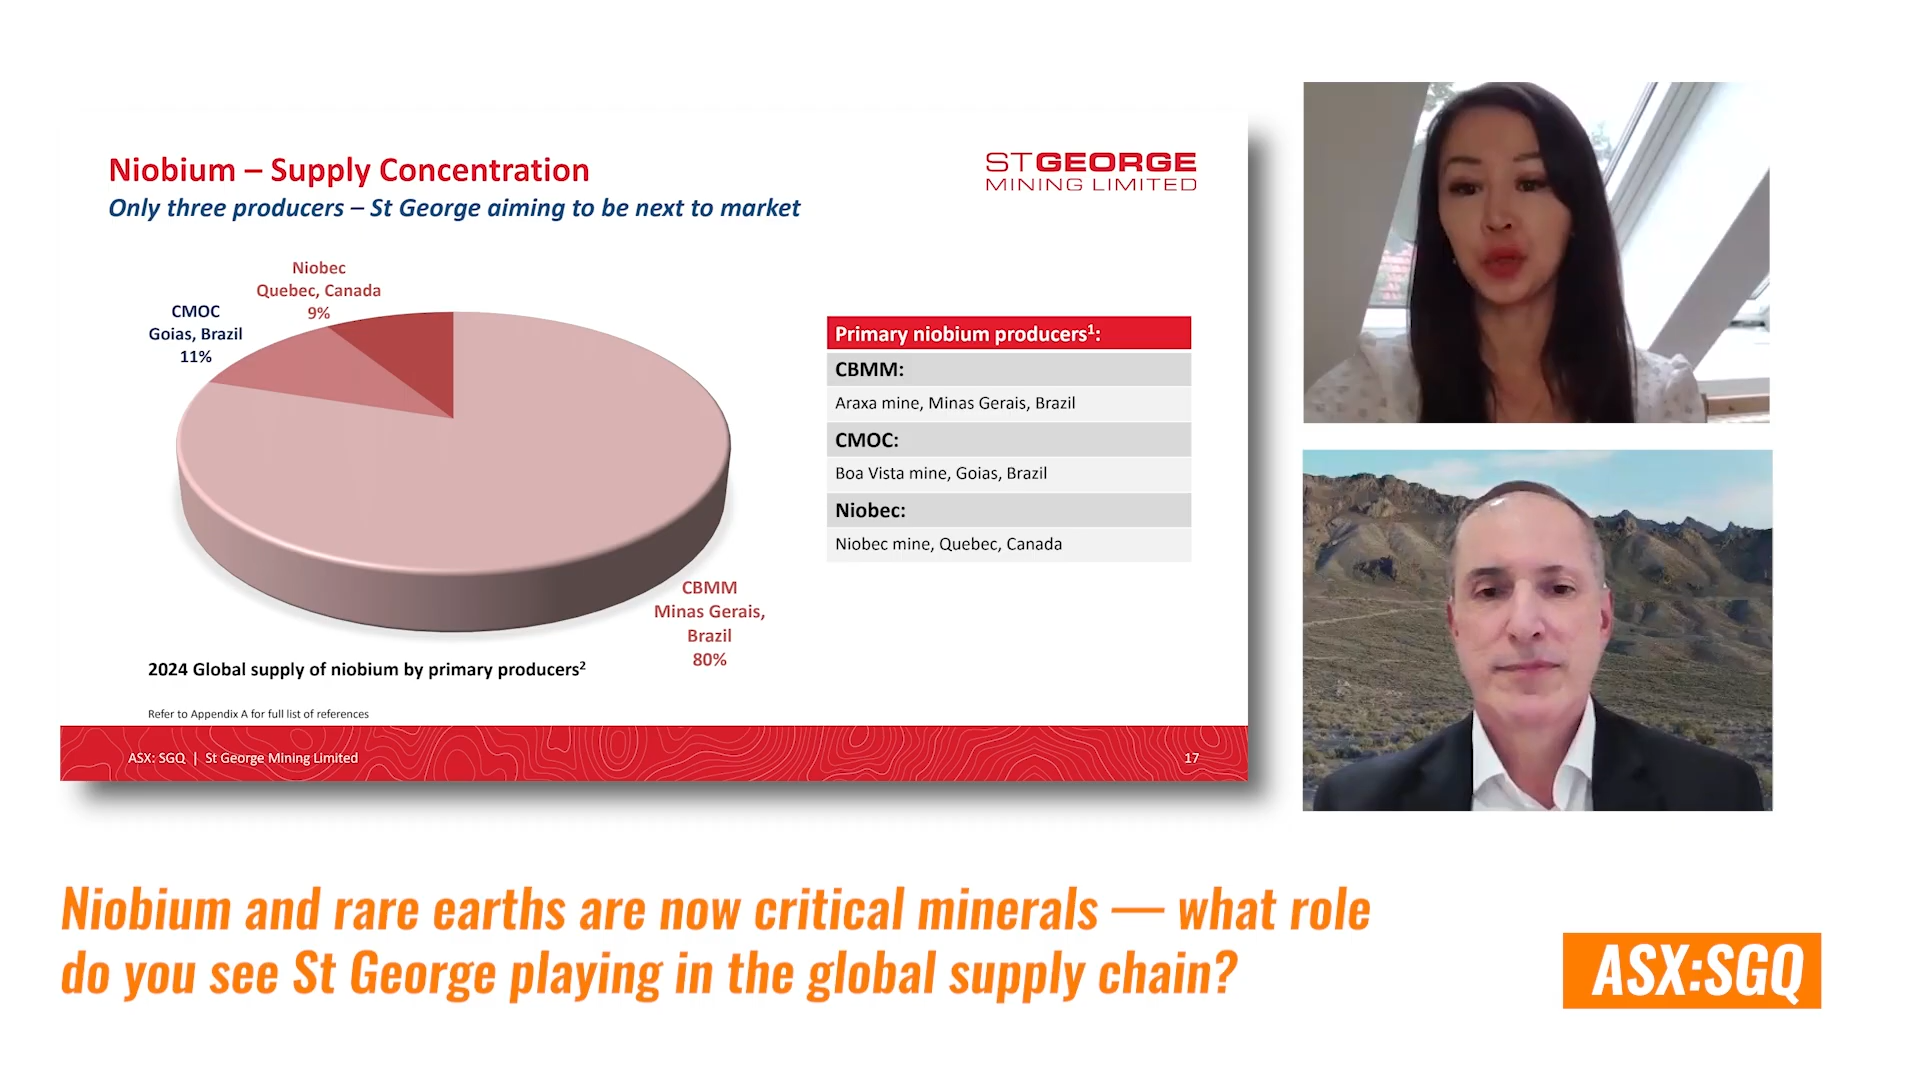 Niobium – Supply Concentration
Only three producers – St George aiming to be next to market
STGEORGE
MINING LIMITED
Niobec
Quebec, Canada
9%
CMOC
Goias, Brazil
11%
CBMM
Minas Gerais,
Brazil
80%
2024 Global supply of niobium by primary producers²
Refer to Appendix A for full list of references
Primary niobium producers¹:
CBMM:
Araxa mine, Minas Gerais, Brazil
CMOC:
Boa Vista mine, Goias, Brazil
Niobec:
Niobec mine, Quebec, Canada
ASX: SGQ | St George Mining Limited
17
Niobium and rare earths are now critical minerals — what role
do you see St George playing in the global supply chain?
ASX:SGQ